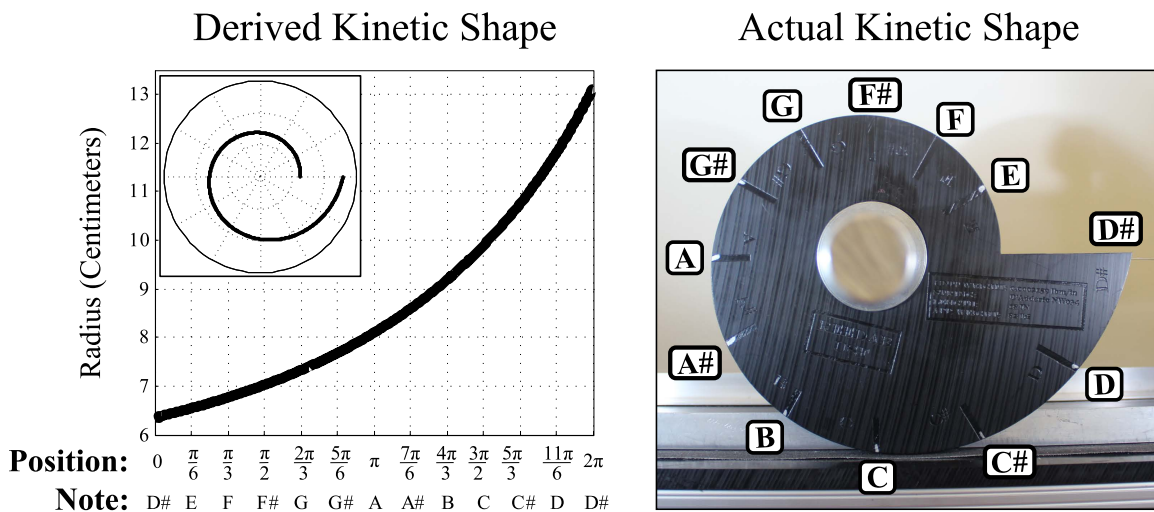 Derived Kinetic Shape
Actual Kinetic Shape
Radius (Centimeters)
13
12
11
10
9
8
7
6
Position: 0 π/6 π/3 π/2 2π/3 5π/6 π 7π/6 4π/3 3π/2 5π/3 11π/6 2π
Note: D# E F F# G G# A A# B C C# D D#
F#
G
F
G#
E
D#
A
A#
D
B
C#
C